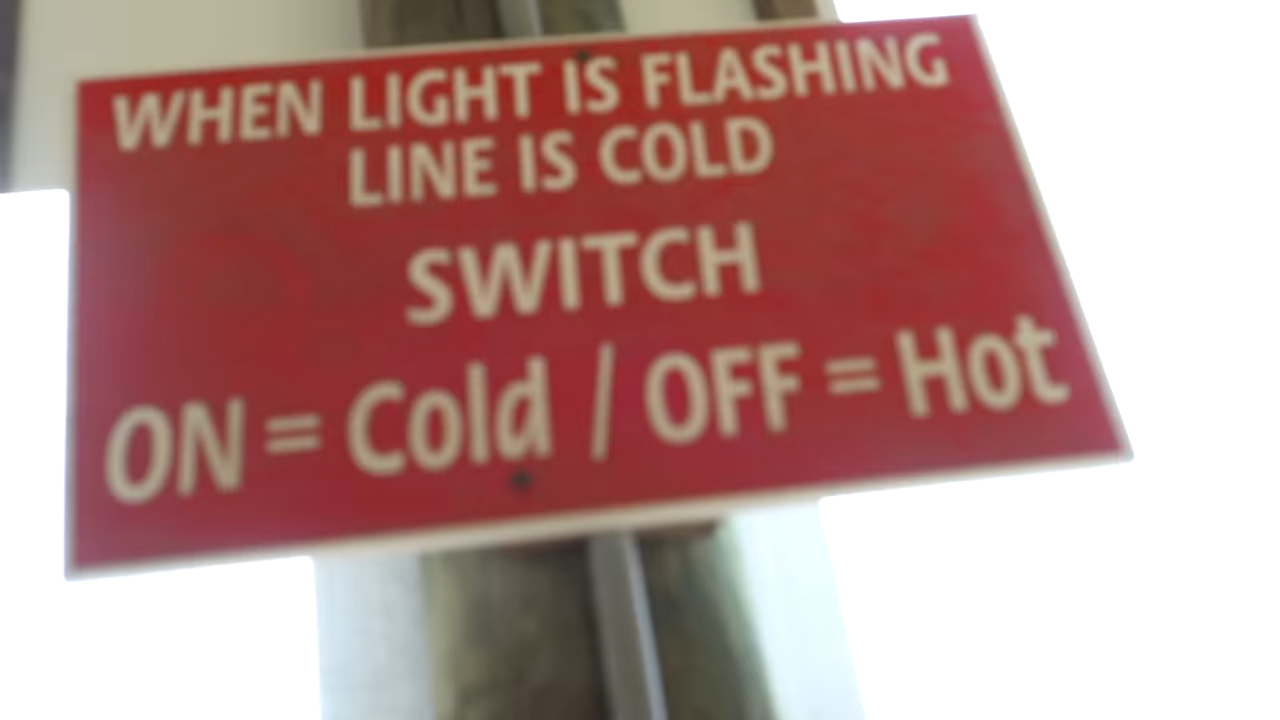 WHEN LIGHT IS FLASHING
LINE IS COLD
SWITCH
ON = Cold / OFF = Hot